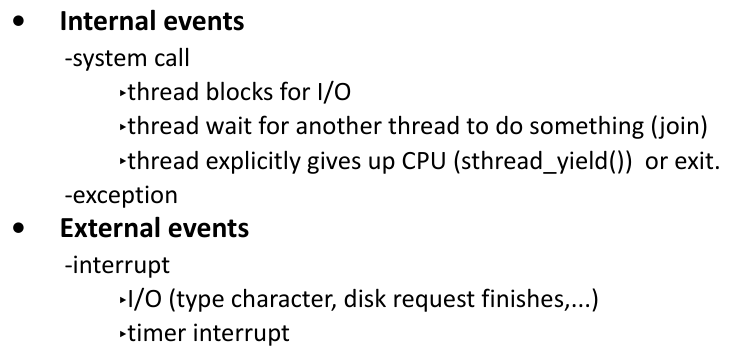 • Internal events
-system call
‣thread blocks for I/O
‣thread wait for another thread to do something (join)
‣thread explicitly gives up CPU (sthread_yield()) or exit.
-exception
• External events
-interrupt
‣I/O (type character, disk request finishes,...)
‣timer interrupt